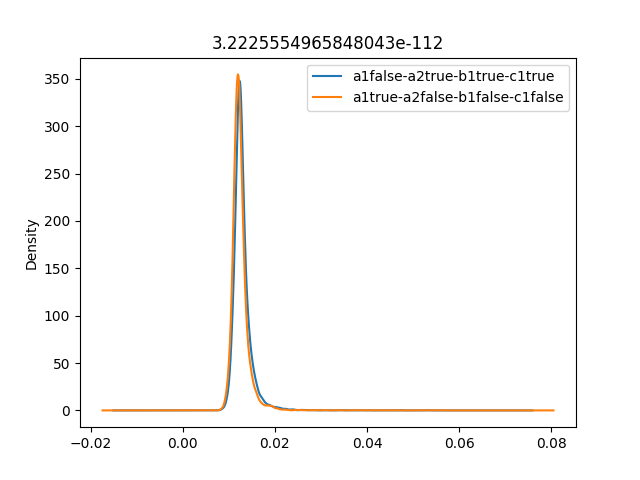 3.2225554965848043e-112
a1false-a2true-b1true-c1true
a1true-a2false-b1false-c1false
Density
350
300
250
200
150
100
50
0
−0.02 0.00 0.02 0.04 0.06 0.08